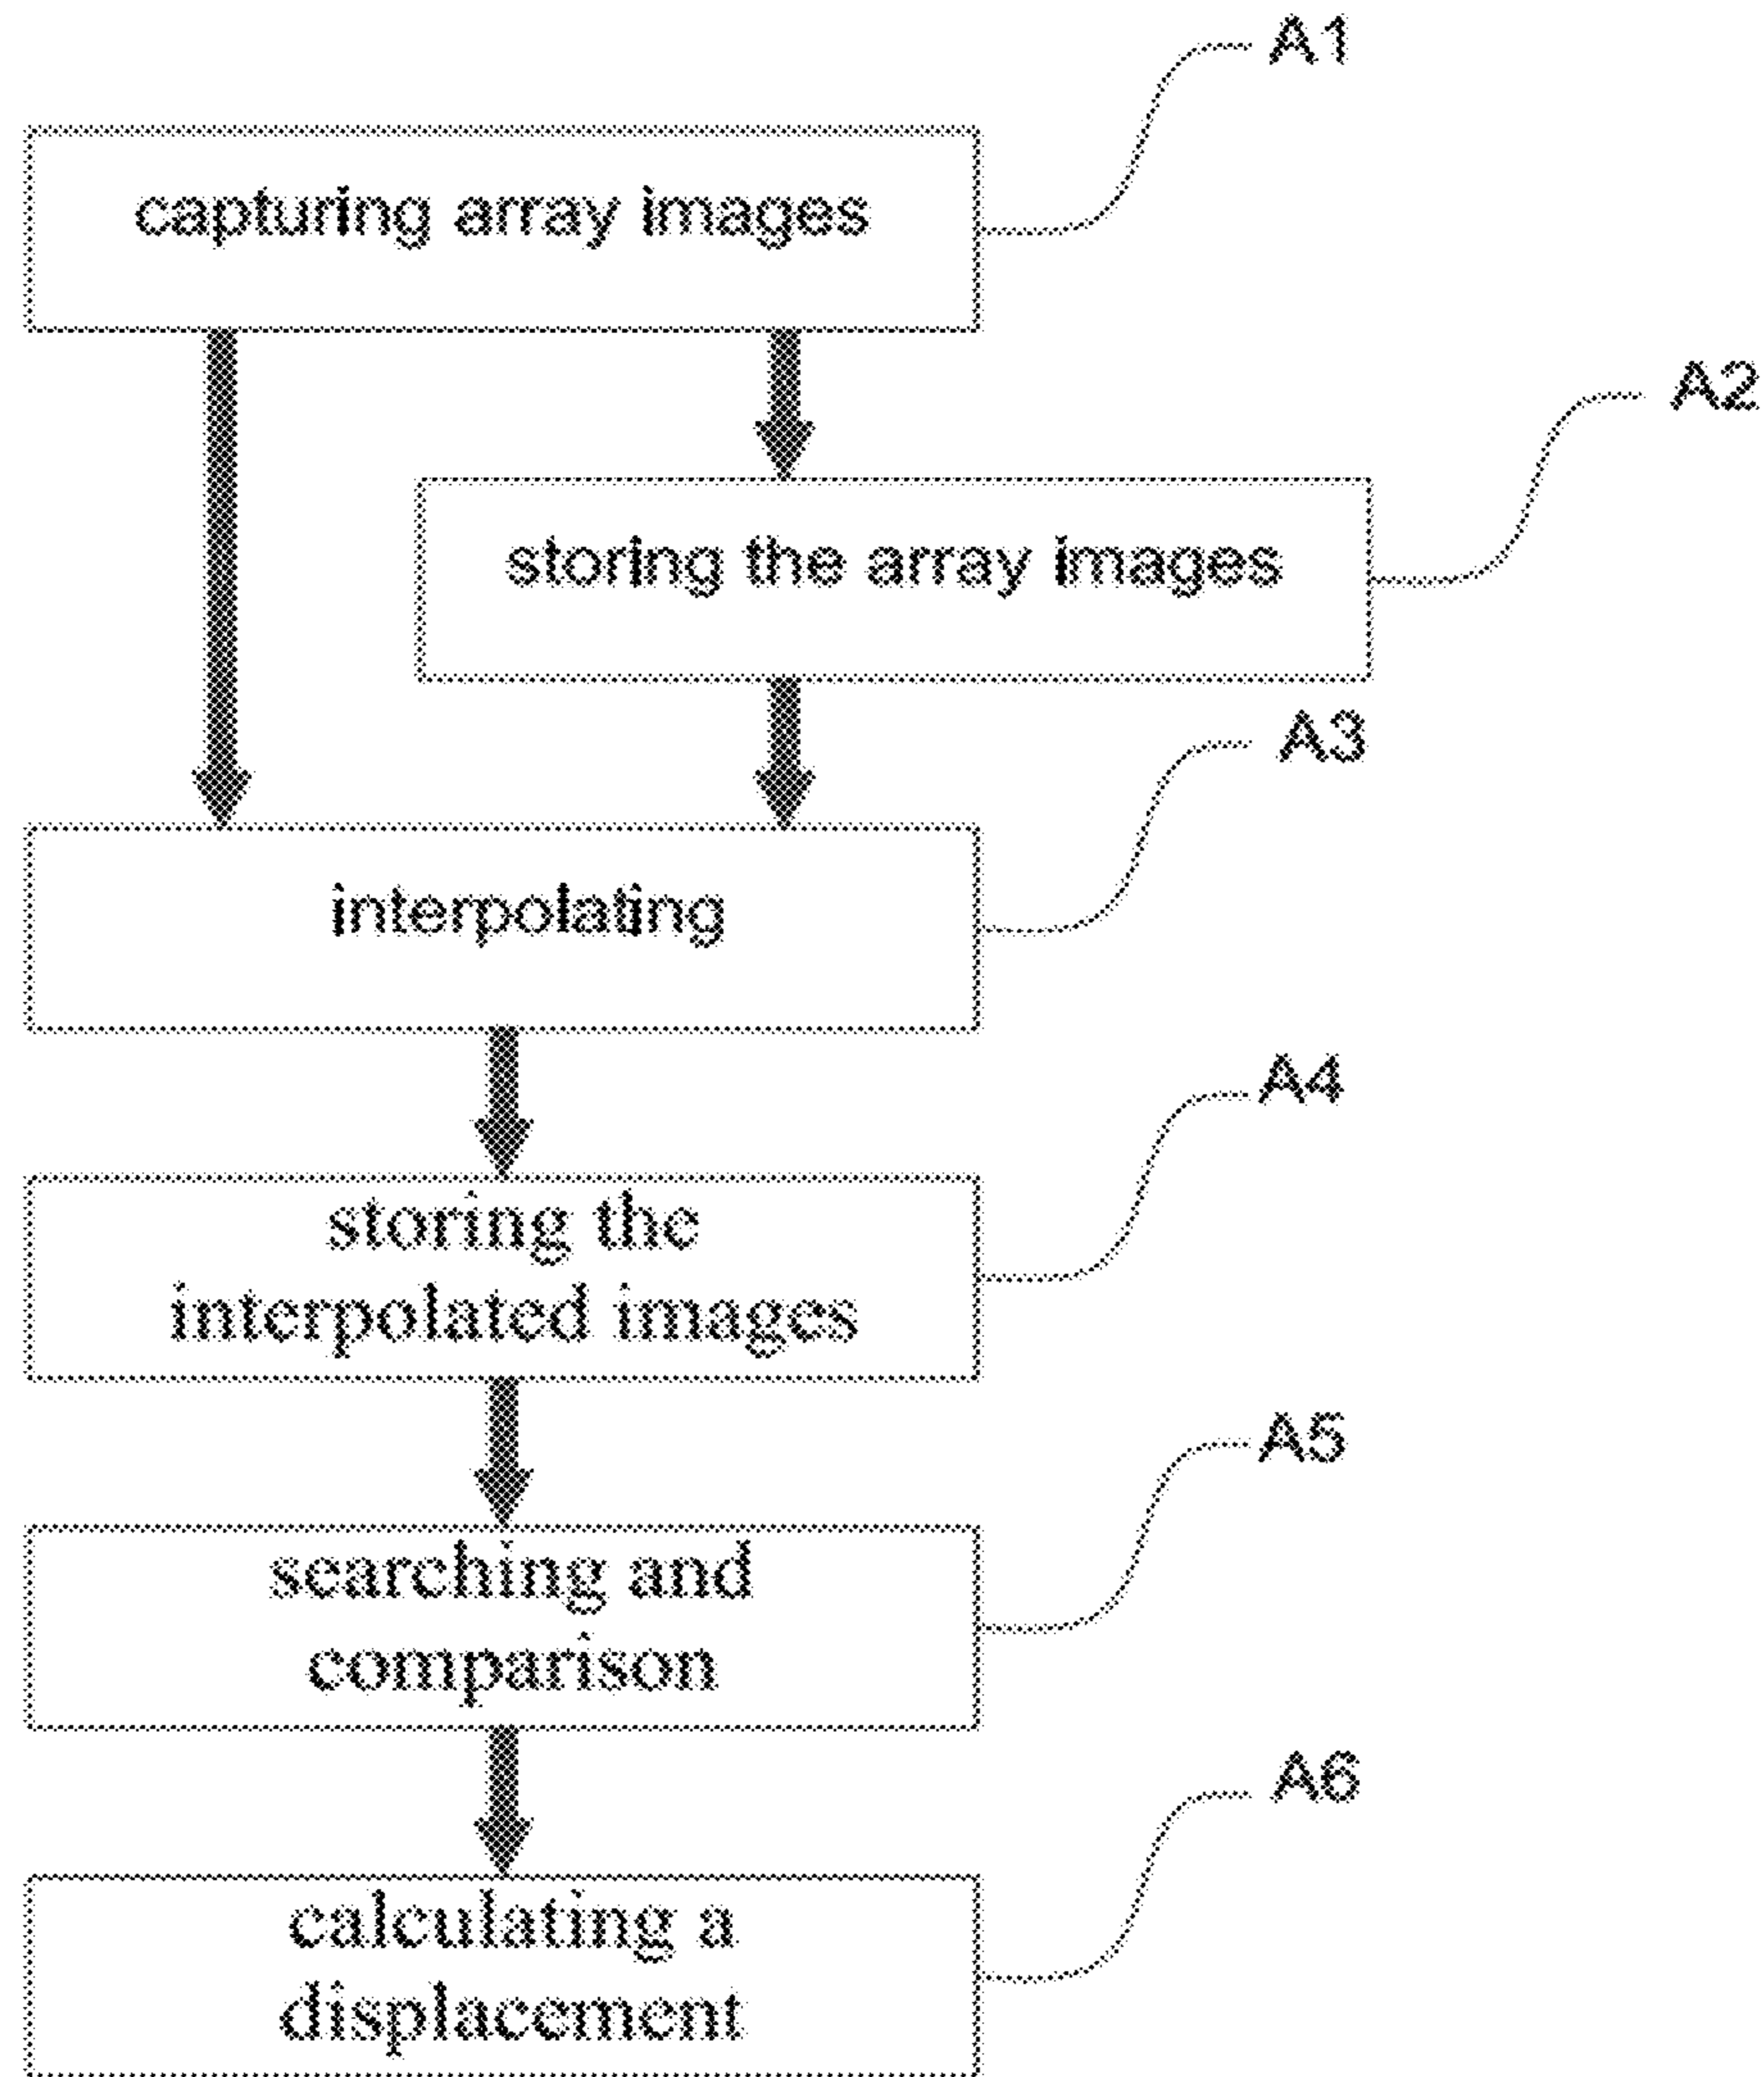 A1
capturing array images
A2
storing the array images
A3
interpolating
A4
storing the
interpolated images
A5
searching and
comparison
A6
calculating a
displacement